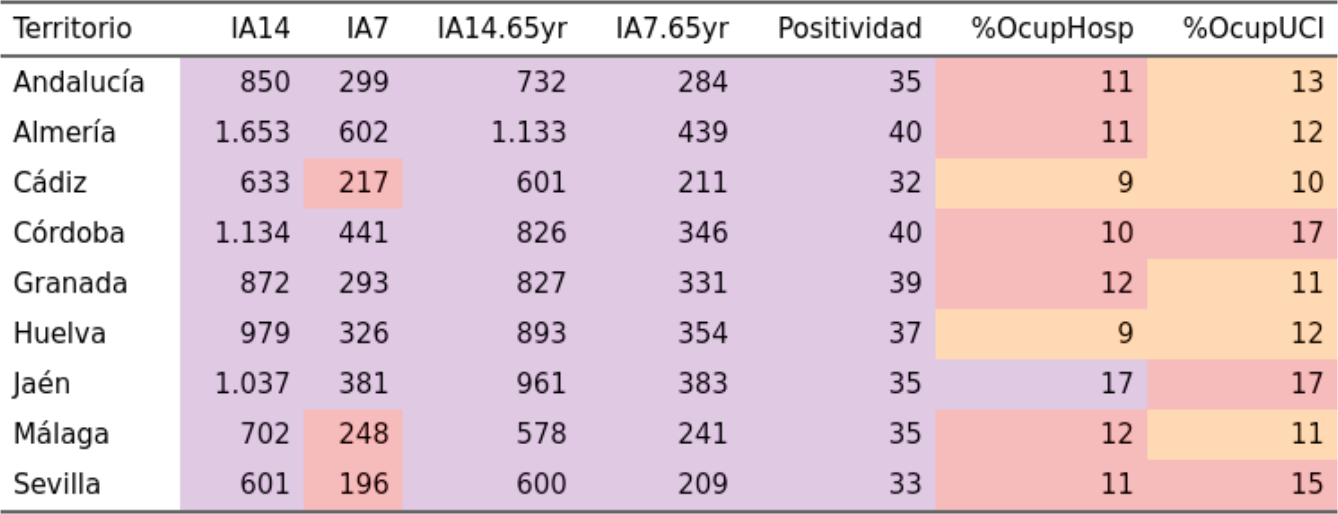 Territorio IA14 IA7 IA14.65yr IA7.65yr Positividad %OcupHosp %OcupUCI
Andalucía 850 299 732 284 35 11 13
Almería 1.653 602 1.133 439 40 11 12
Cádiz 633 217 601 211 32 9 10
Córdoba 1.134 441 826 346 40 10 17
Granada 872 293 827 331 39 12 11
Huelva 979 326 893 354 37 9 12
Jaén 1.037 381 961 383 35 17 17
Málaga 702 248 578 241 35 12 11
Sevilla 601 196 600 209 33 11 15